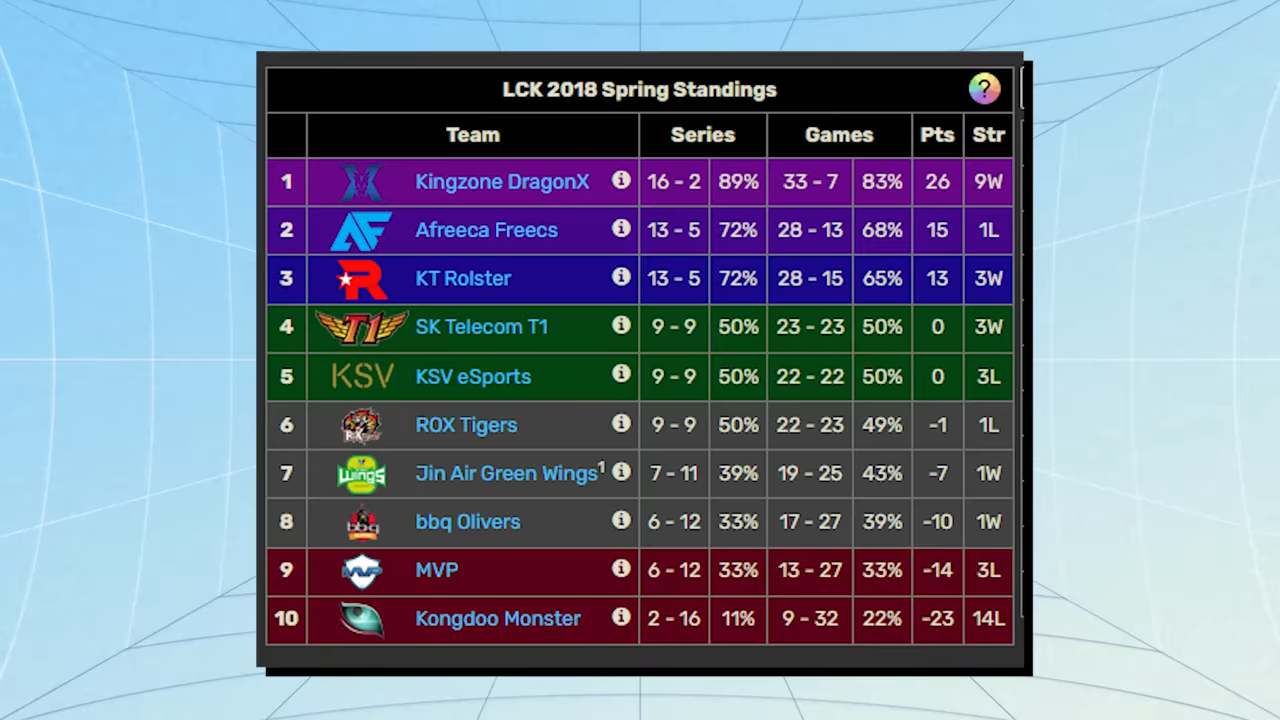 LCK 2018 Spring Standings ?
Team Series Games Pts Str
1 Kingzone DragonX i 16 - 2 89% 33 - 7 83% 26 9W
2 AF Afreeca Freecs i 13 - 5 72% 28 - 13 68% 15 1L
3 R KT Rolster i 13 - 5 72% 28 - 15 65% 13 3W
4 T1 SK Telecom T1 i 9 - 9 50% 23 - 23 50% 0 3W
5 KSV KSV eSports i 9 - 9 50% 22 - 22 50% 0 3L
6 ROX Tigers i 9 - 9 50% 22 - 23 49% -1 1L
7 WINGS Jin Air Green Wings¹ i 7 - 11 39% 19 - 25 43% -7 1W
8 bbq bbq Olivers i 6 - 12 33% 17 - 27 39% -10 1W
9 MVP MVP i 6 - 12 33% 13 - 27 33% -14 3L
10 Kongdoo Monster i 2 - 16 11% 9 - 32 22% -23 14L